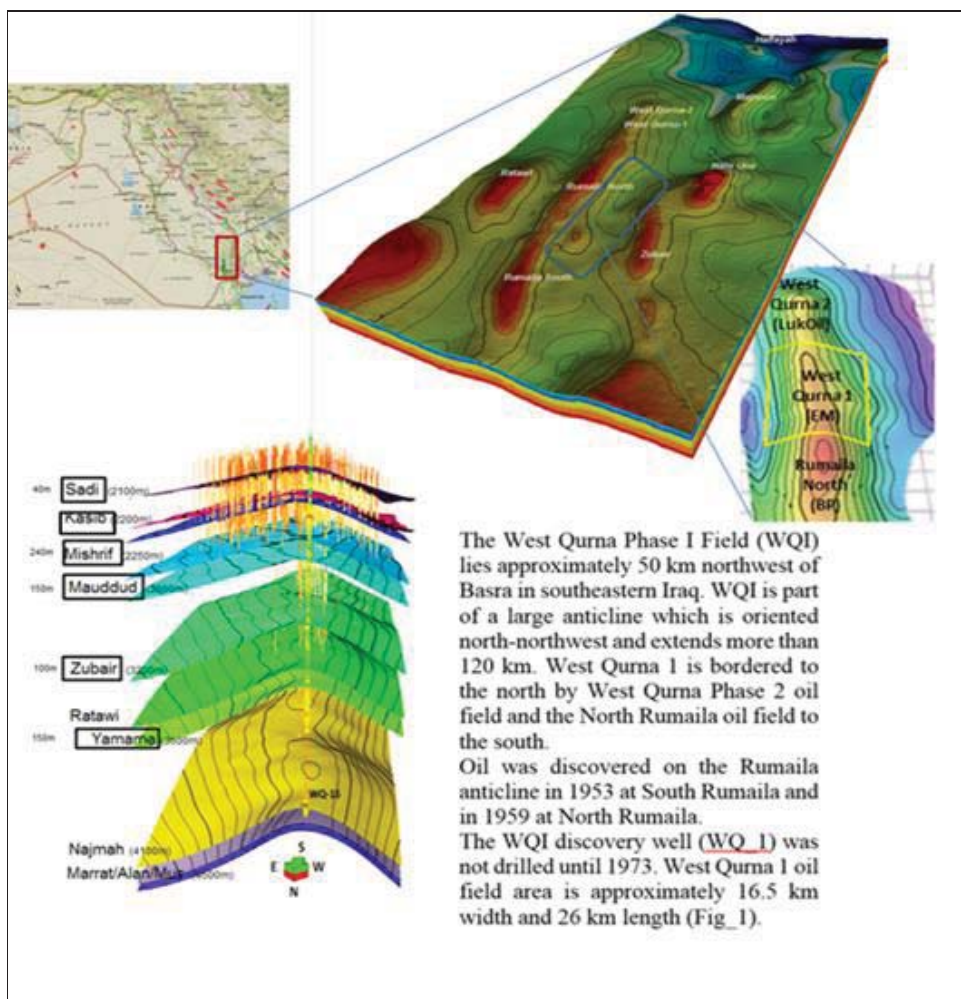 Halfayah
West Qurna-2
West Qurna-1
Ratawi
Nahr Umr
Rumaila North
Zubair
Rumaila South
West
Qurna 2
(LukOil)
West
Qurna 1
(EM)
Rumaila
North
(BP)
40m Sadi (2100m)
Kasib (2200m)
240m Mishrif (2250m)
150m Mauddud
100m Zubair
Ratawi
150m Yamama
WQ-15
Najmah (4100m)
Marrat/Alan/Mus
S
E W
N
The West Qurna Phase I Field (WQI)
lies approximately 50 km northwest of
Basra in southeastern Iraq. WQI is part
of a large anticline which is oriented
north-northwest and extends more than
120 km. West Qurna 1 is bordered to
the north by West Qurna Phase 2 oil
field and the North Rumaila oil field to
the south.
Oil was discovered on the Rumaila
anticline in 1953 at South Rumaila and
in 1959 at North Rumaila.
The WQI discovery well (WQ_1) was
not drilled until 1973. West Qurna 1 oil
field area is approximately 16.5 km
width and 26 km length (Fig_1).